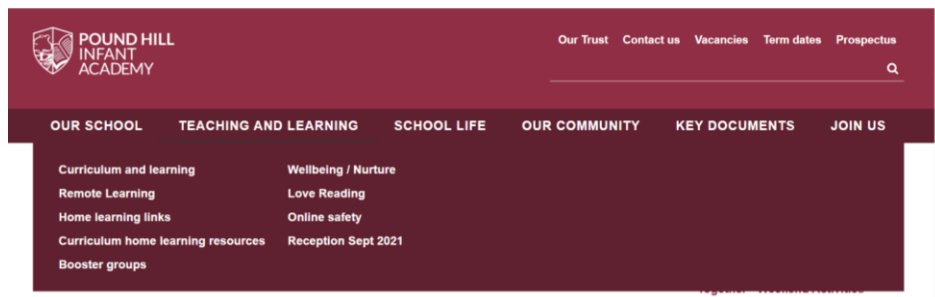 POUND HILL
INFANT
ACADEMY
Our Trust Contact us Vacancies Term dates Prospectus
OUR SCHOOL TEACHING AND LEARNING SCHOOL LIFE OUR COMMUNITY KEY DOCUMENTS JOIN US
Curriculum and learning
Remote Learning
Home learning links
Curriculum home learning resources
Booster groups
Wellbeing / Nurture
Love Reading
Online safety
Reception Sept 2021